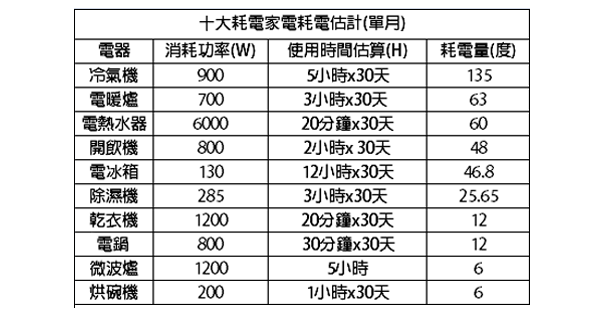 十大耗電家電耗電估計(單月)
電器 消耗功率(W) 使用時間估算(H) 耗電量(度)
冷氣機 900 5小時x30天 135
電暖爐 700 3小時x30天 63
電熱水器 6000 20分鐘x30天 60
開飲機 800 2小時x 30天 48
電冰箱 130 12小時x30天 46.8
除濕機 285 3小時x30天 25.65
乾衣機 1200 20分鐘x30天 12
電鍋 800 30分鐘x30天 12
微波爐 1200 5小時 6
烘碗機 200 1小時x30天 6